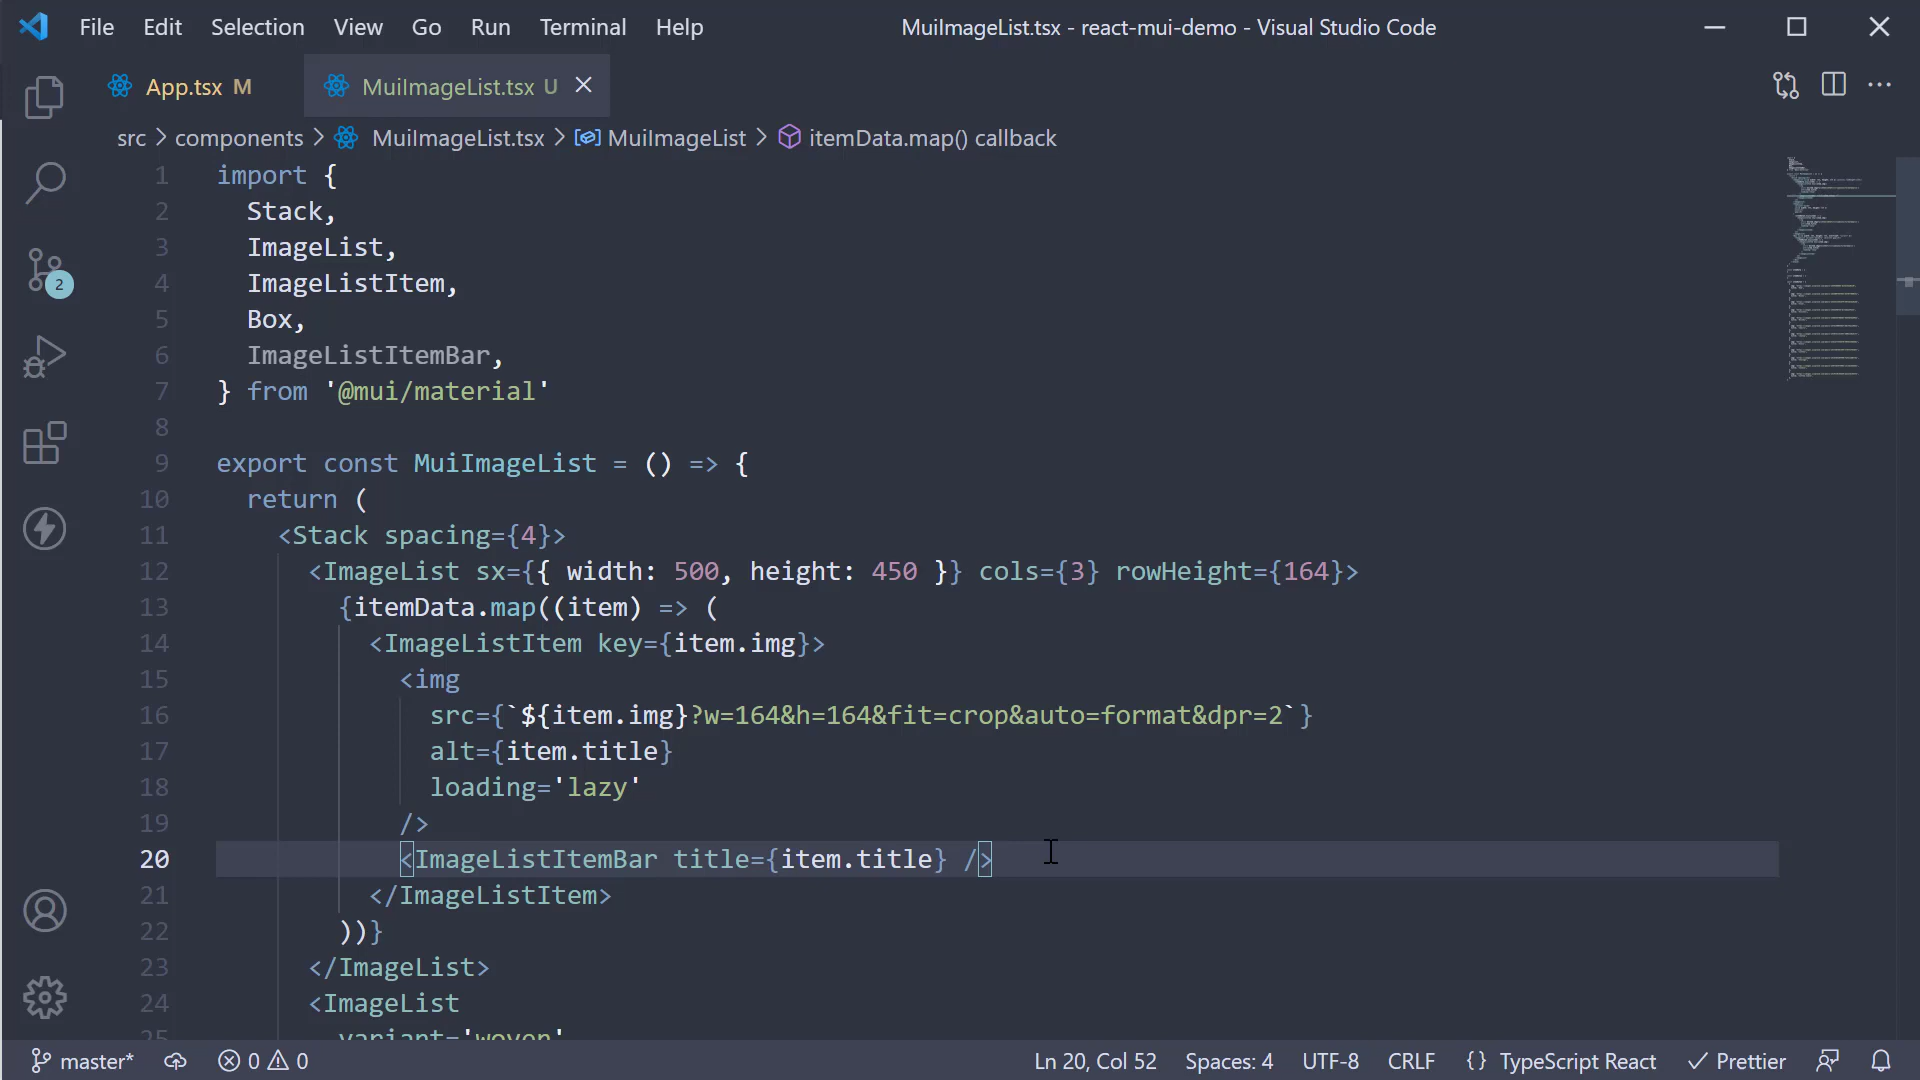 File Edit Selection View Go Run Terminal Help MuiImageList.tsx - react-mui-demo - Visual Studio Code
App.tsx M MuiImageList.tsx U
src > components > MuiImageList.tsx > MuiImageList > itemData.map() callback
1 import {
2 Stack,
3 ImageList,
4 ImageListItem,
5 Box,
6 ImageListItemBar,
7 } from '@mui/material'
8
9 export const MuiImageList = () => {
10 return (
11 <Stack spacing={4}>
12 <ImageList sx={{ width: 500, height: 450 }} cols={3} rowHeight={164}>
13 {itemData.map((item) => (
14 <ImageListItem key={item.img}>
15 <img
16 src={`${item.img}?w=164&h=164&fit=crop&auto=format&dpr=2`}
17 alt={item.title}
18 loading='lazy'
19 />
20 <ImageListItemBar title={item.title} />
21 </ImageListItem>
22 ))}
23 </ImageList>
24 <ImageList
25 variant='woven'
2
master* 0 0 Ln 20, Col 52 Spaces: 4 UTF-8 CRLF {} TypeScript React Prettier